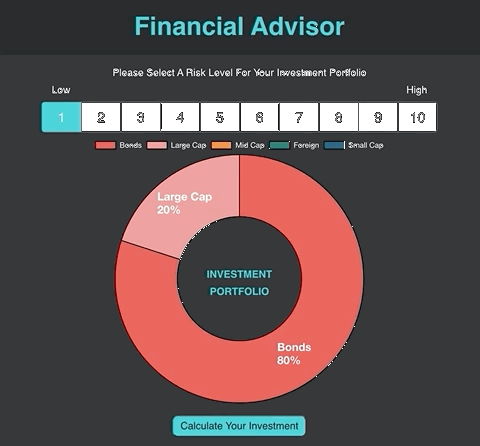 Financial Advisor
Please Select A Risk Level For Your Investment Portfolio
Low High
1 2 3 4 5 6 7 8 9 10
Bonds Large Cap Mid Cap Foreign Small Cap
Large Cap
20%
INVESTMENT
PORTFOLIO
Bonds
80%
Calculate Your Investment